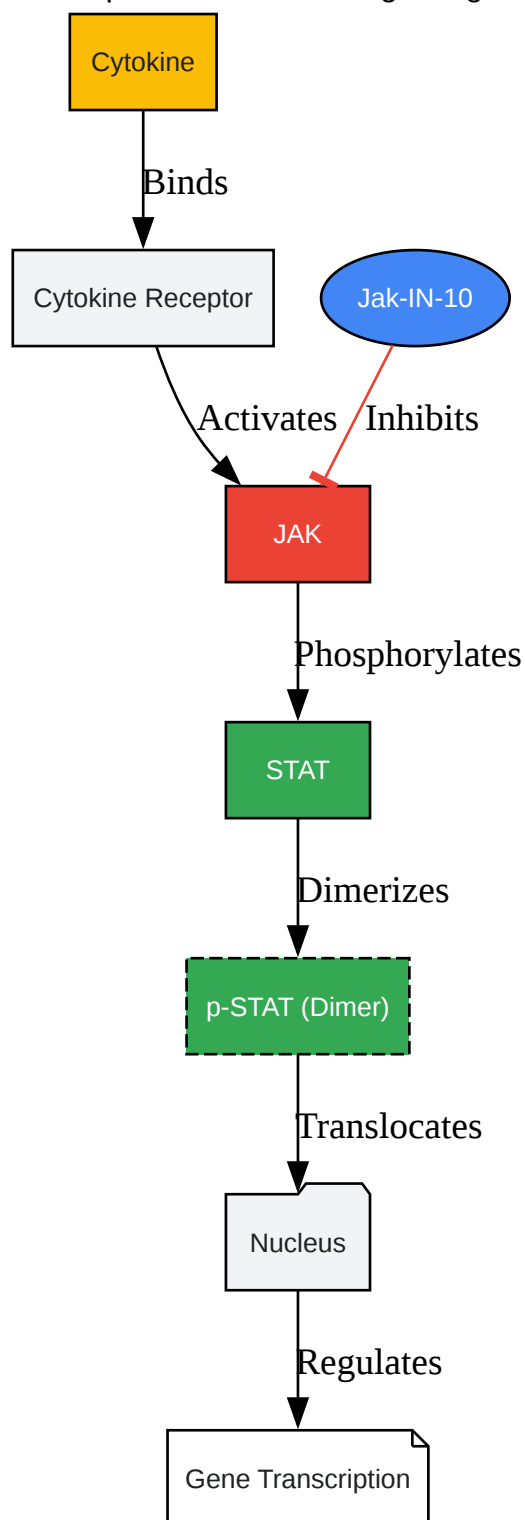 Cytokine
Binds
Cytokine Receptor
Jak-IN-10
Activates
Inhibits
JAK
Phosphorylates
STAT
Dimerizes
p-STAT (Dimer)
Translocates
Nucleus
Regulates
Gene Transcription